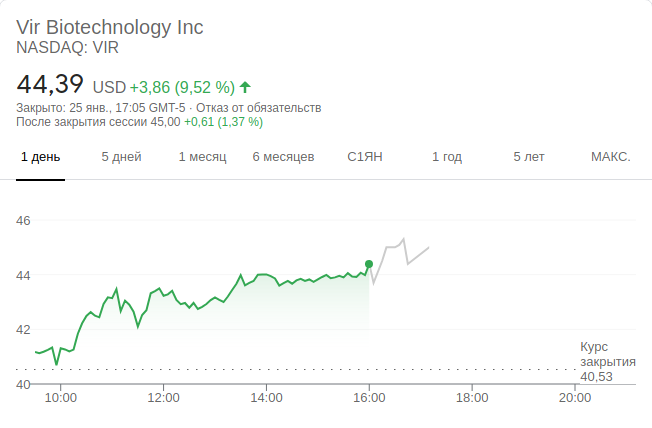 Vir Biotechnology Inc
NASDAQ: VIR
44,39 USD +3,86 (9,52 %)
Закрыто: 25 янв., 17:05 GMT-5 · Отказ от обязательств
После закрытия сессии 45,00 +0,61 (1,37 %)
1 день 5 дней 1 месяц 6 месяцев С1ЯН 1 год 5 лет МАКС.
46
44
42
Курс
закрытия
40,53
40
10:00 12:00 14:00 16:00 18:00 20:00